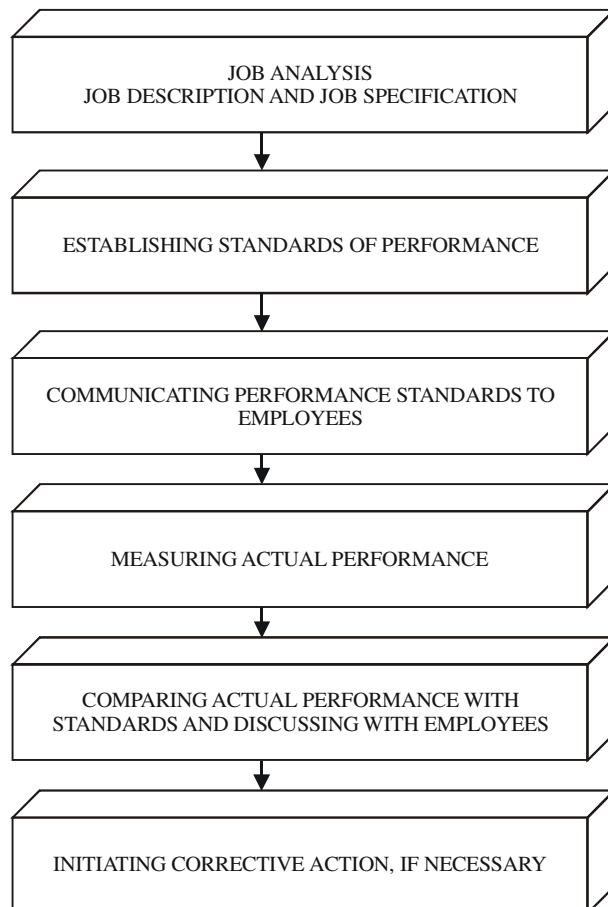 JOB ANALYSIS
JOB DESCRIPTION AND JOB SPECIFICATION
ESTABLISHING STANDARDS OF PERFORMANCE
COMMUNICATING PERFORMANCE STANDARDS TO
EMPLOYEES
MEASURING ACTUAL PERFORMANCE
COMPARING ACTUAL PERFORMANCE WITH
STANDARDS AND DISCUSSING WITH EMPLOYEES
INITIATING CORRECTIVE ACTION, IF NECESSARY